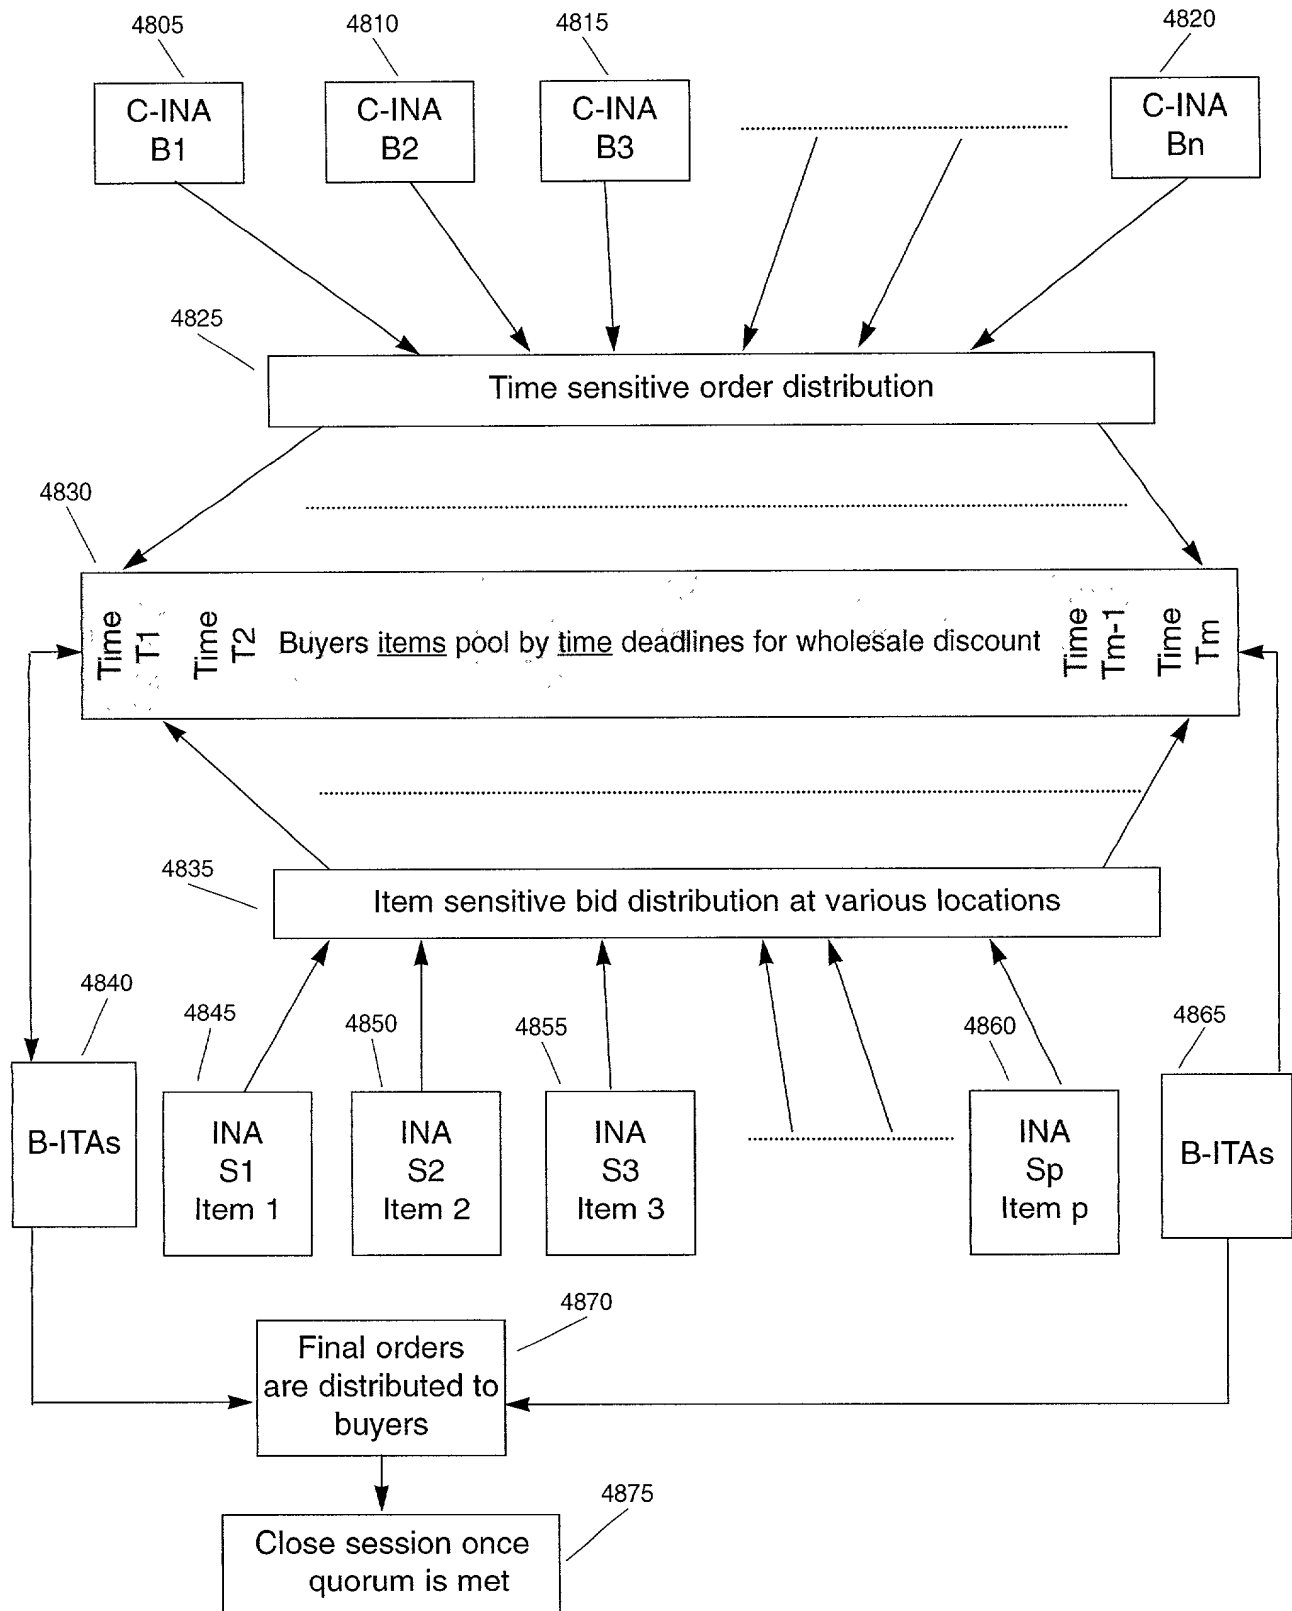 4805
4810
4815
4820
C-INA
B1
C-INA
B2
C-INA
B3
C-INA
Bn
4825
Time sensitive order distribution
4830
Time
T1
Time
T2
Buyers items pool by time deadlines for wholesale discount
Time
Tm-1
Time
Tm
4835
Item sensitive bid distribution at various locations
4840
4845
4850
4855
4860
4865
B-ITAs
INA
S1
Item 1
INA
S2
Item 2
INA
S3
Item 3
INA
Sp
Item p
B-ITAs
4870
Final orders
are distributed to
buyers
4875
Close session once
quorum is met